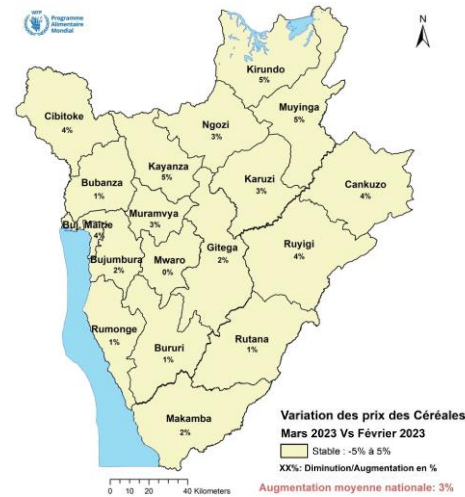 WFP
Programme
Alimentaire
Mondial
N
Kirundo
5%
Muyinga
5%
Cibitoke
4%
Ngozi
3%
Kayanza
5%
Karuzi
3%
Cankuzo
4%
Bubanza
1%
Muramvya
3%
Buj. Mairie
4%
Bujumbura
2%
Mwaro
0%
Gitega
2%
Ruyigi
4%
Rumonge
1%
Bururi
1%
Rutana
1%
Makamba
2%
Variation des prix des Céréales
Mars 2023 Vs Février 2023
Stable : -5% à 5%
XX%: Diminution/Augmentation en %
Augmentation moyenne nationale: 3%
0 10 20 40 Kilometers